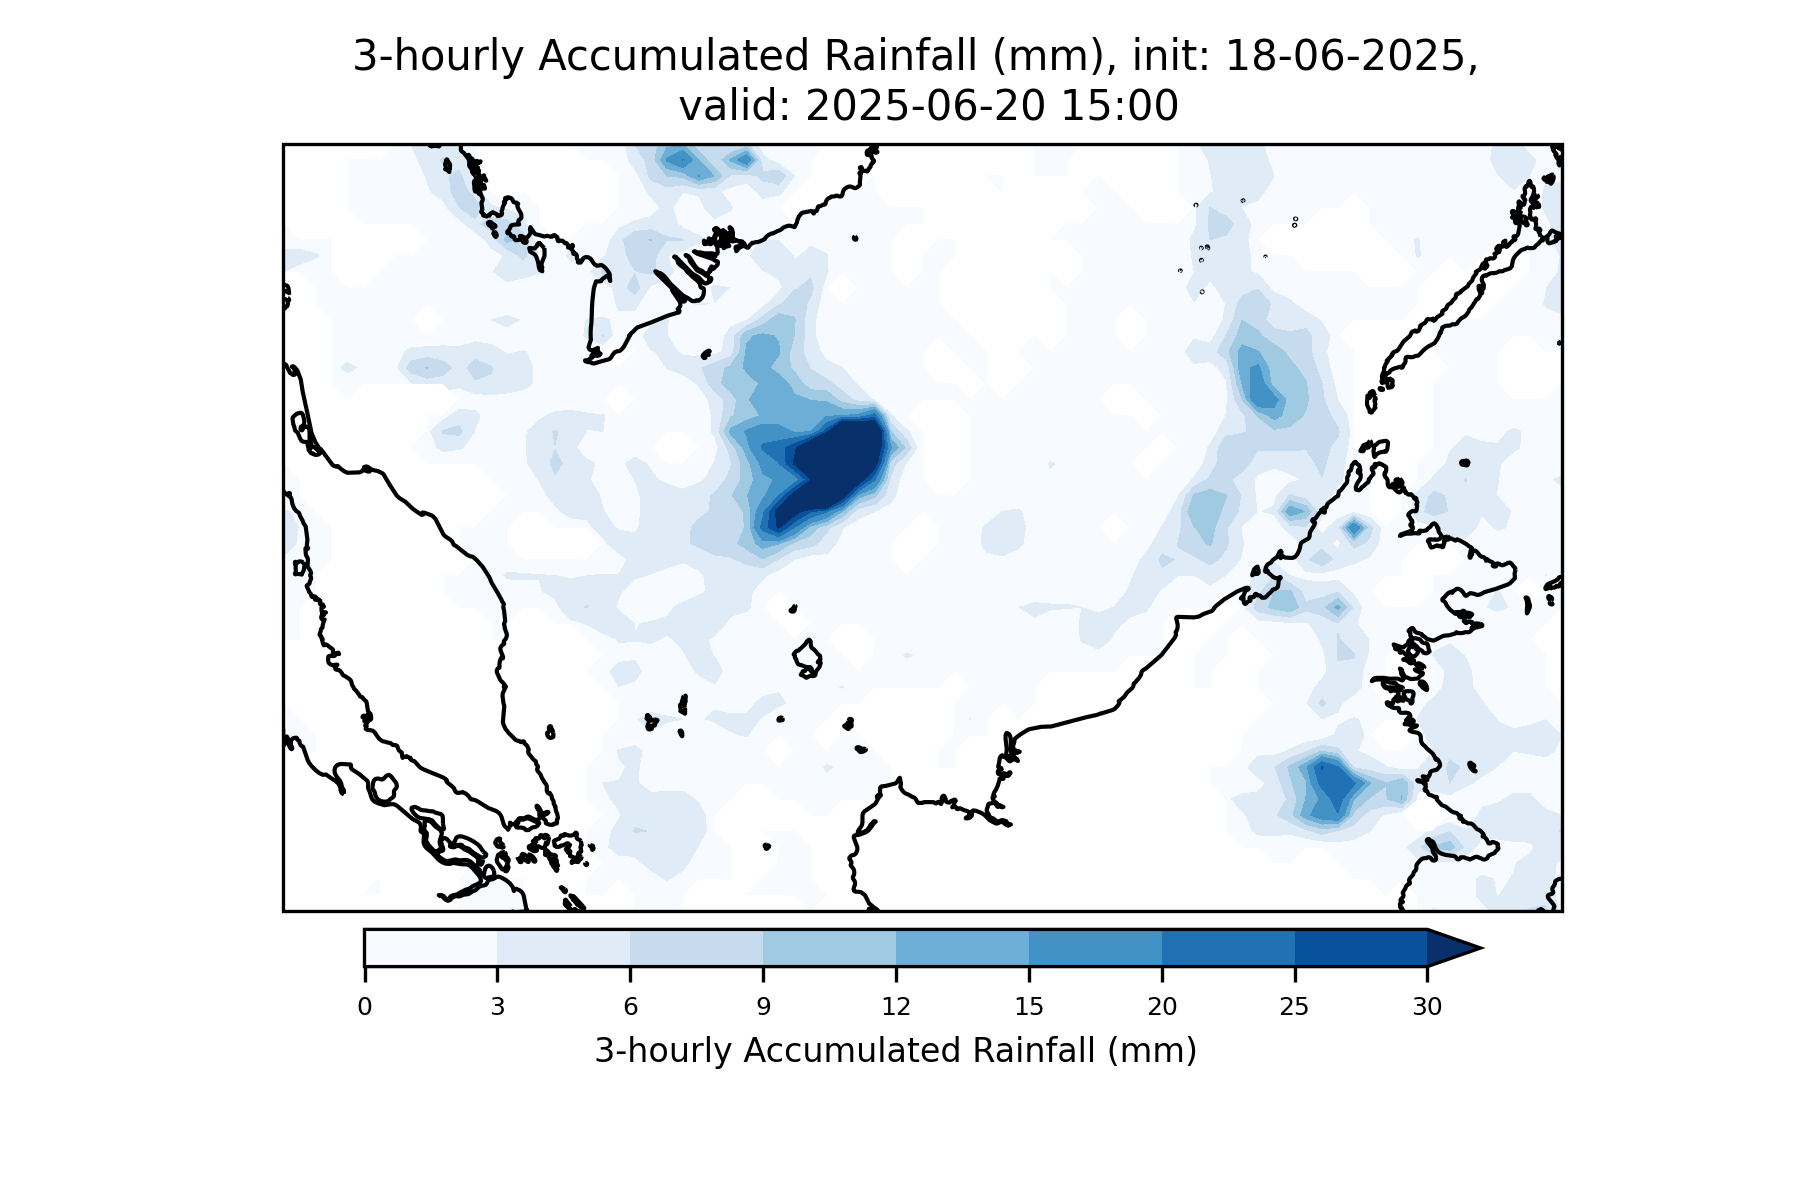 3-hourly Accumulated Rainfall (mm), init: 18-06-2025,
valid: 2025-06-20 15:00
0 3 6 9 12 15 20 25 30
3-hourly Accumulated Rainfall (mm)